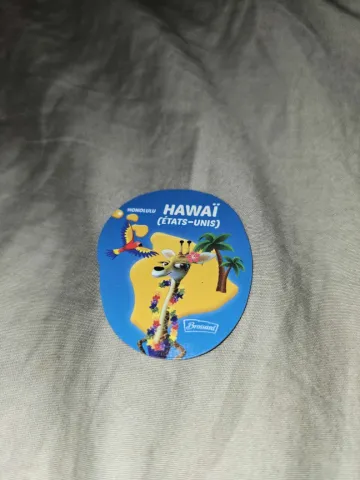 HONOLULU
HAWAÏ
(ÉTATS-UNIS)
Brossard